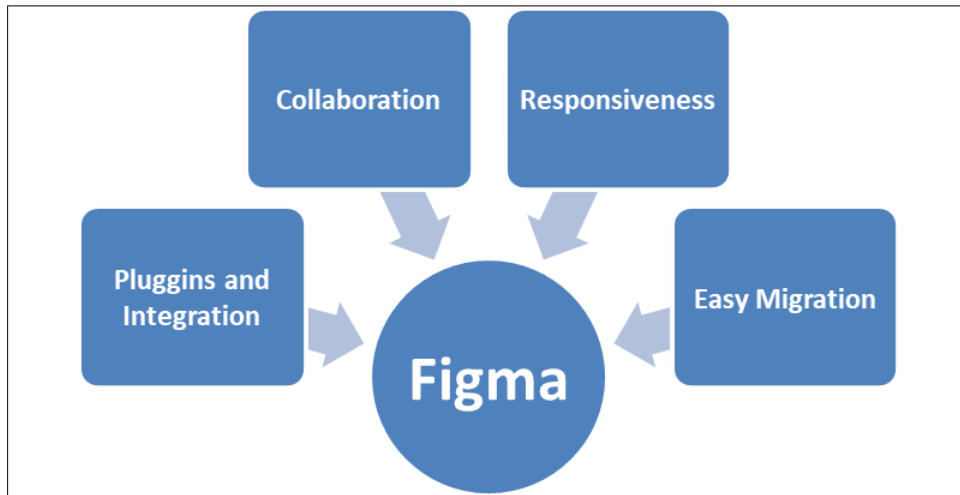 Collaboration
Responsiveness
Pluggins and
Integration
Easy Migration
Figma